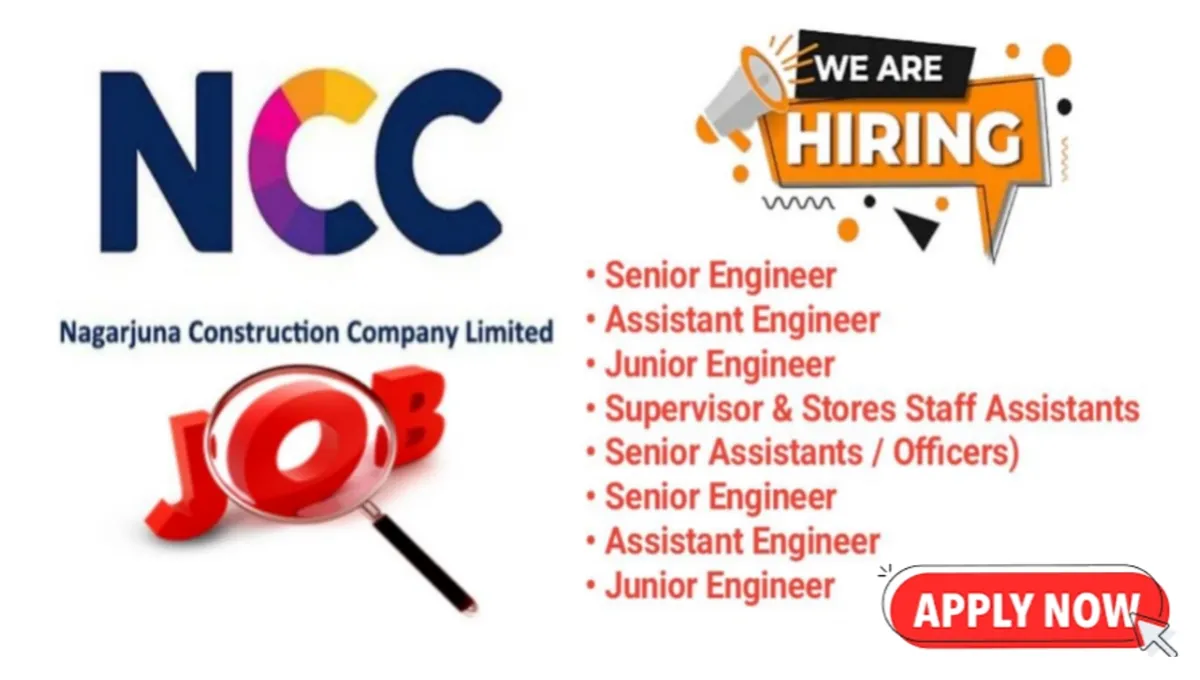 NCC
Nagarjuna Construction Company Limited
JOB
WE ARE
HIRING
• Senior Engineer
• Assistant Engineer
• Junior Engineer
• Supervisor & Stores Staff Assistants
• Senior Assistants / Officers)
• Senior Engineer
• Assistant Engineer
• Junior Engineer
APPLY NOW